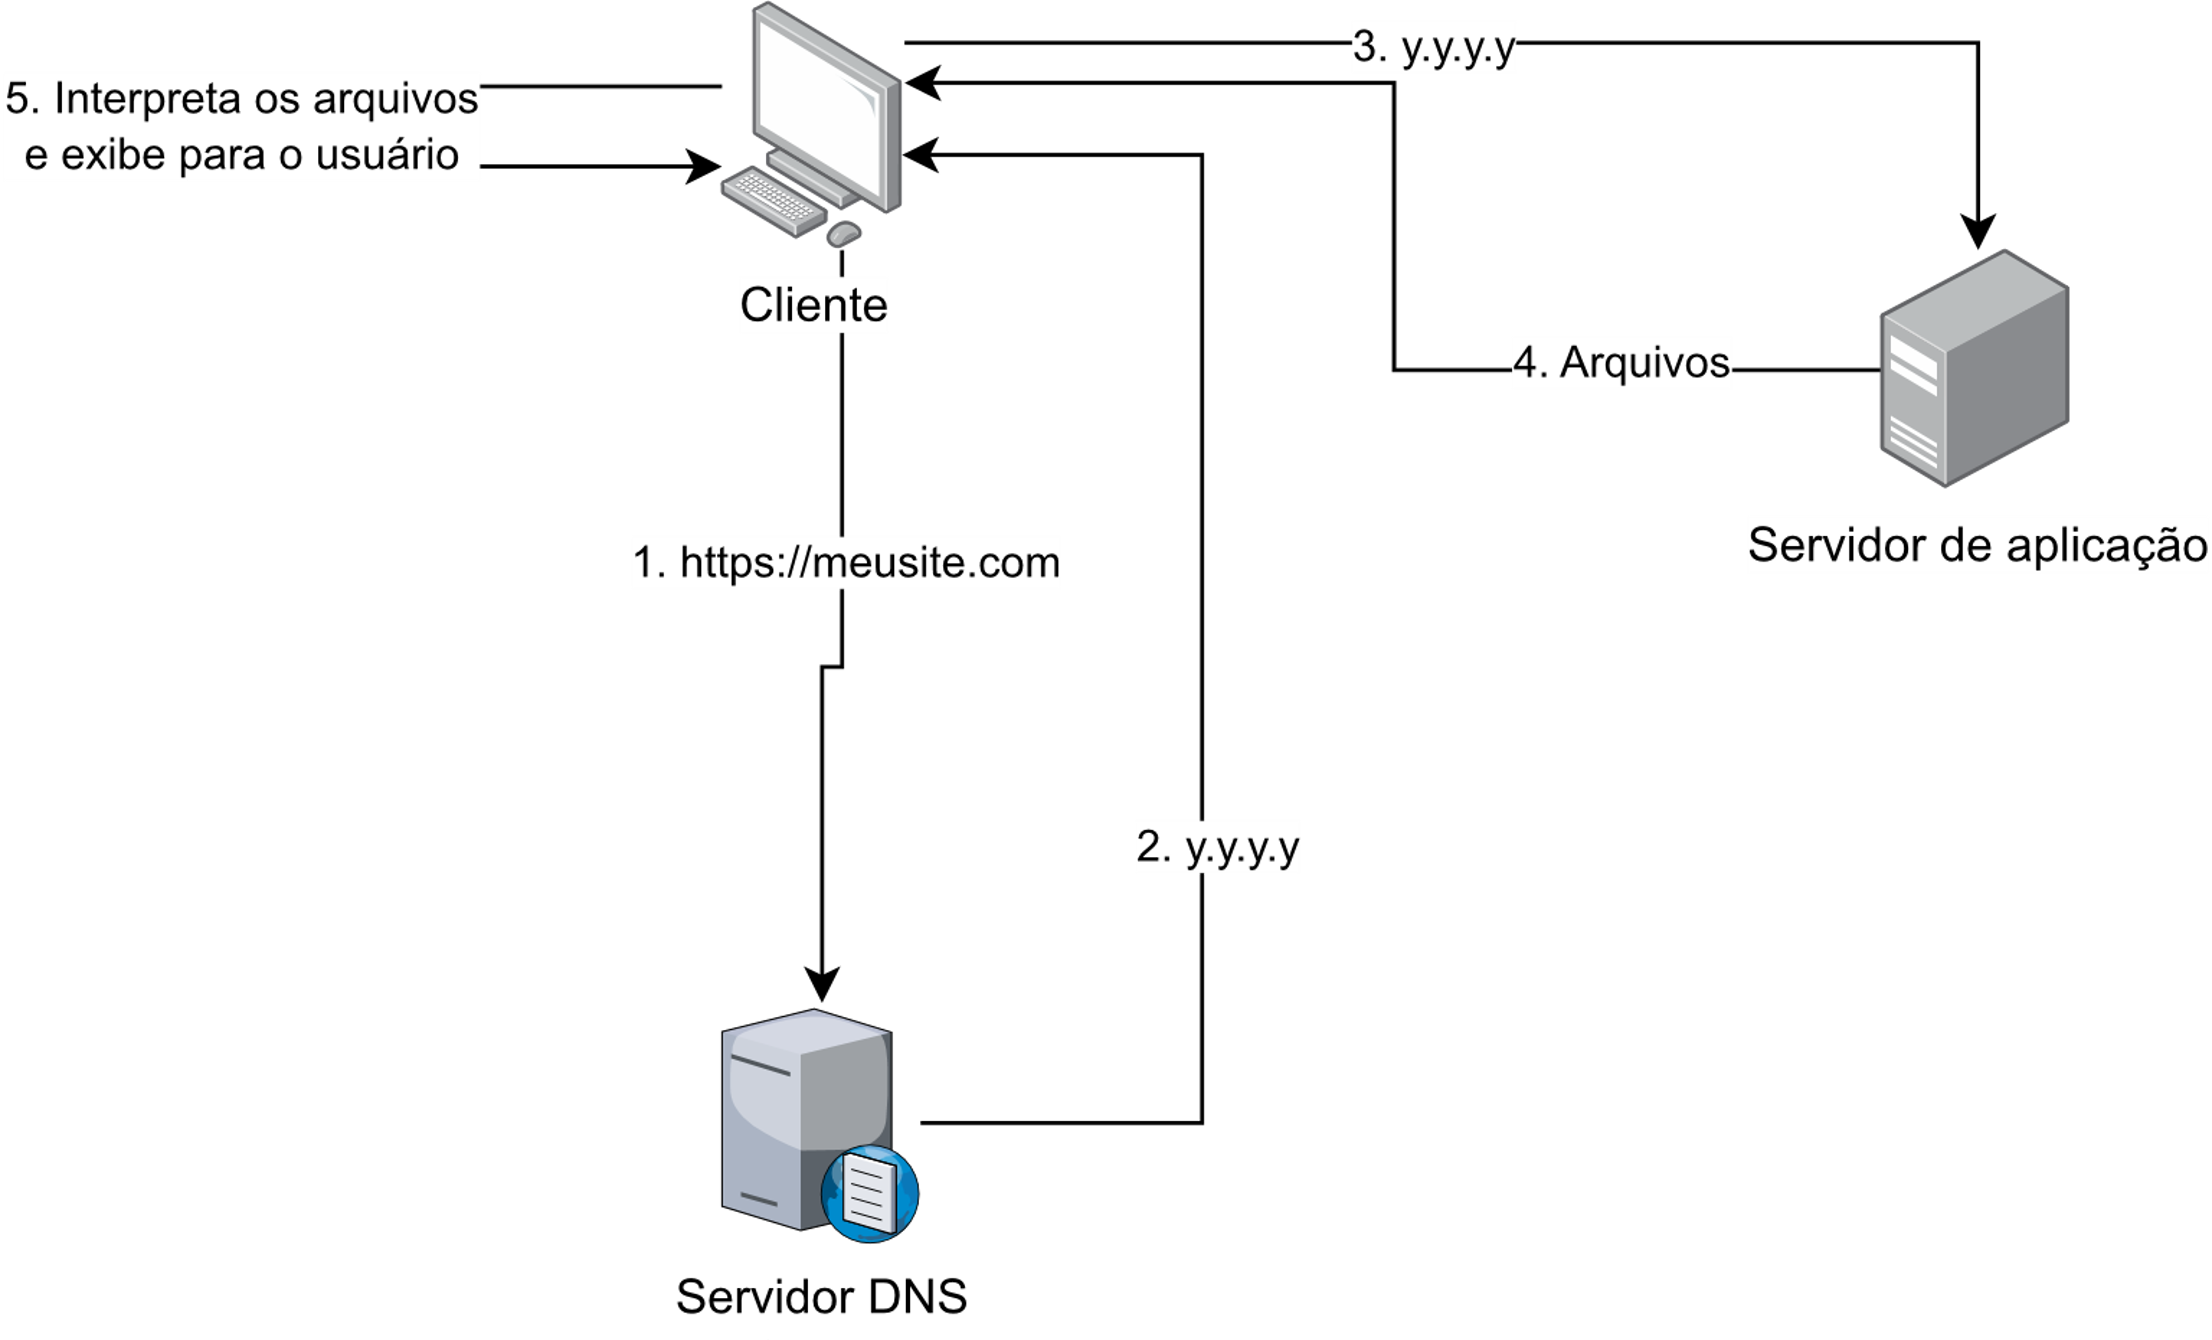 3. y.y.y.y
5. Interpreta os arquivos
e exibe para o usuário
Cliente
4. Arquivos
Servidor de aplicação
1. https://meusite.com
2. y.y.y.y
Servidor DNS